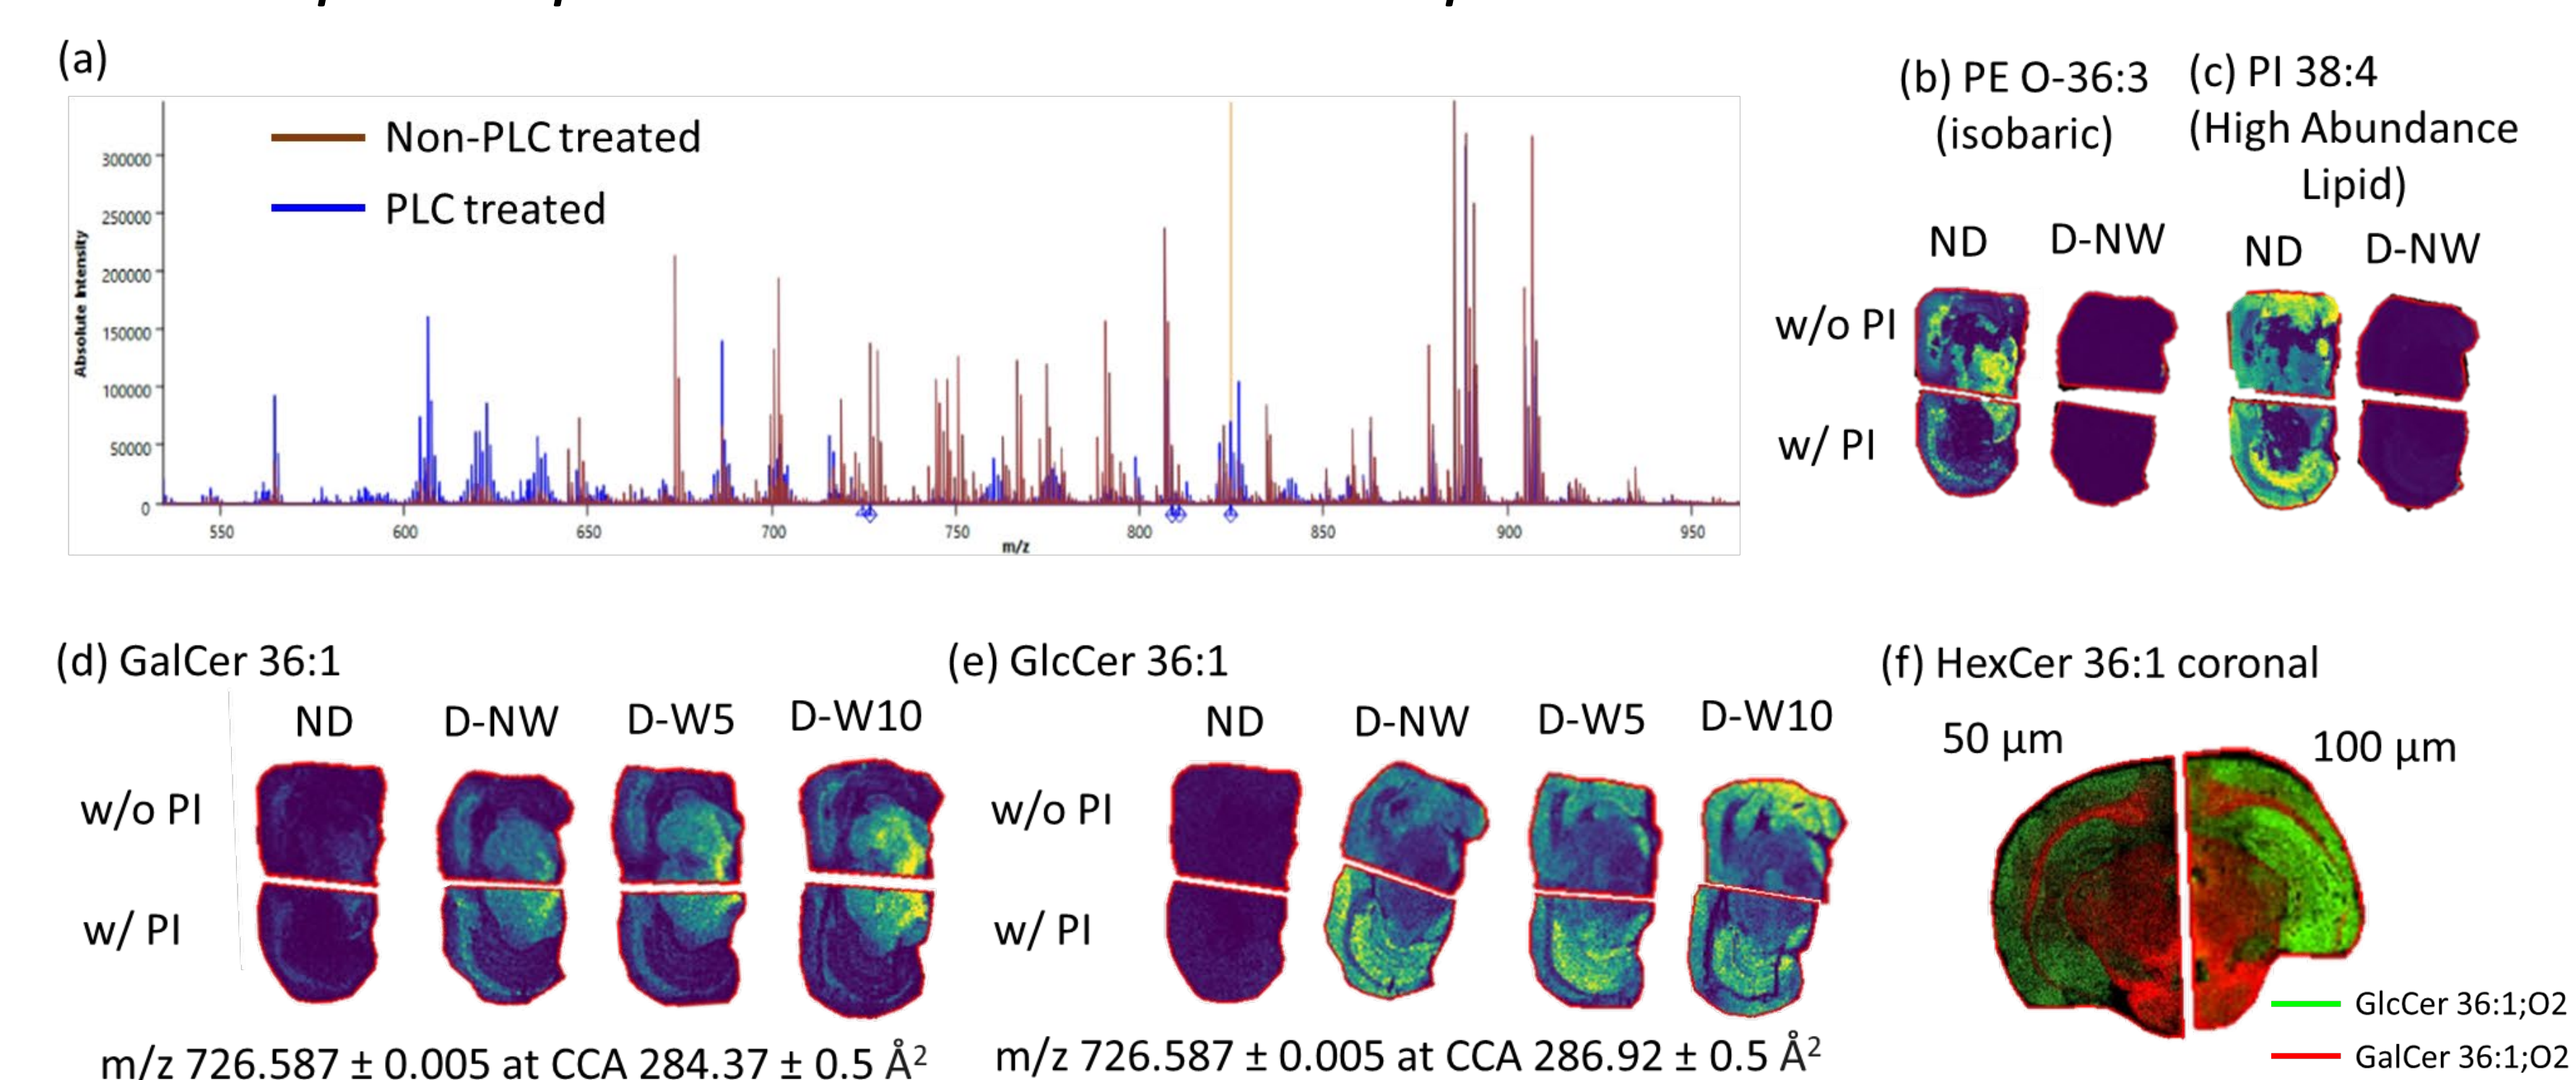 (a)
Non-PLC treated
PLC treated
Absolute Intensity
300000
250000
200000
150000
100000
50000
0
550 600 650 700 750 800 850 900 950
m/z
(b) PE O-36:3
(isobaric)
(c) PI 38:4
(High Abundance
Lipid)
ND D-NW
ND D-NW
w/o PI
w/ PI
(d) GalCer 36:1
ND D-NW D-W5 D-W10
w/o PI
w/ PI
m/z 726.587 ± 0.005 at CCA 284.37 ± 0.5 Å²
(e) GlcCer 36:1
ND D-NW D-W5 D-W10
w/o PI
w/ PI
m/z 726.587 ± 0.005 at CCA 286.92 ± 0.5 Å²
(f) HexCer 36:1 coronal
50 μm
100 μm
GlcCer 36:1;O2
GalCer 36:1;O2